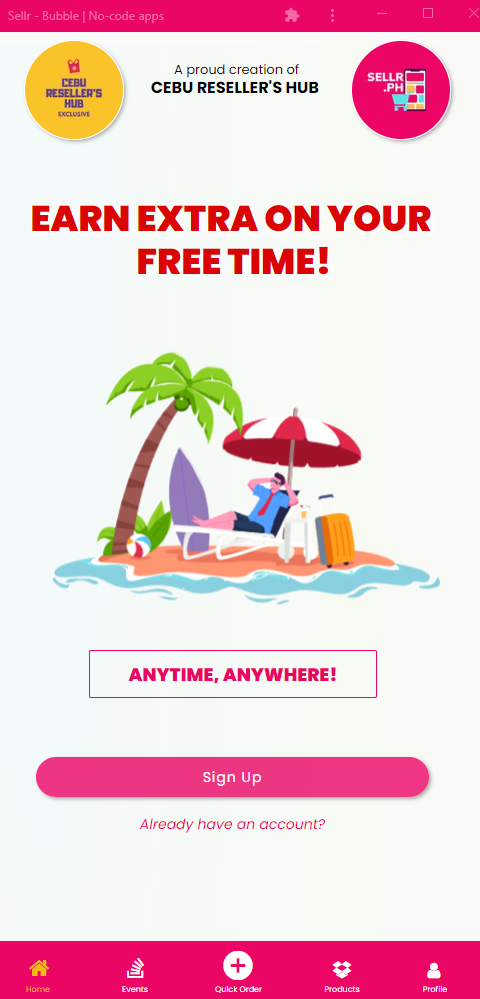 Sellr - Bubble | No-code apps
CEBU
RESELLER'S
HUB
EXCLUSIVE
A proud creation of
CEBU RESELLER'S HUB
SELLR
.PH
EARN EXTRA ON YOUR
FREE TIME!
ANYTIME, ANYWHERE!
Sign Up
Already have an account?
Home
Events
Quick Order
Products
Profile